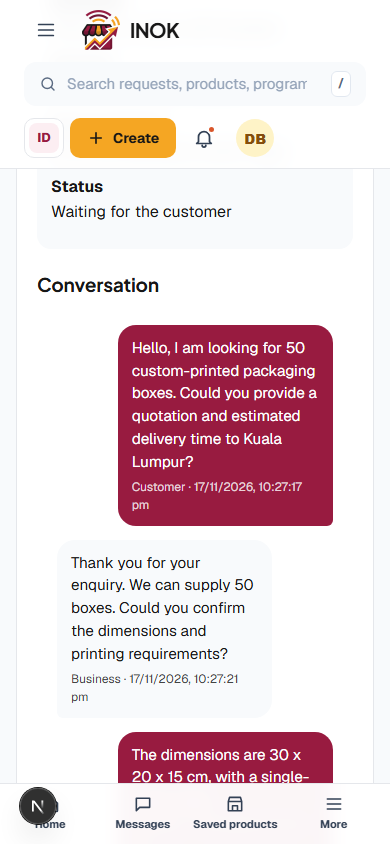 INOK
Search requests, products, program
/
ID
+ Create
DB
Status
Waiting for the customer
Conversation
Hello, I am looking for 50
custom-printed packaging
boxes. Could you provide a
quotation and estimated
delivery time to Kuala
Lumpur?
Customer · 17/11/2026, 10:27:17
pm
Thank you for your
enquiry. We can supply 50
boxes. Could you confirm
the dimensions and
printing requirements?
Business · 17/11/2026, 10:27:21
pm
The dimensions are 30 x
20 x 15 cm, with a single-
N
Home
Messages
Saved products
More